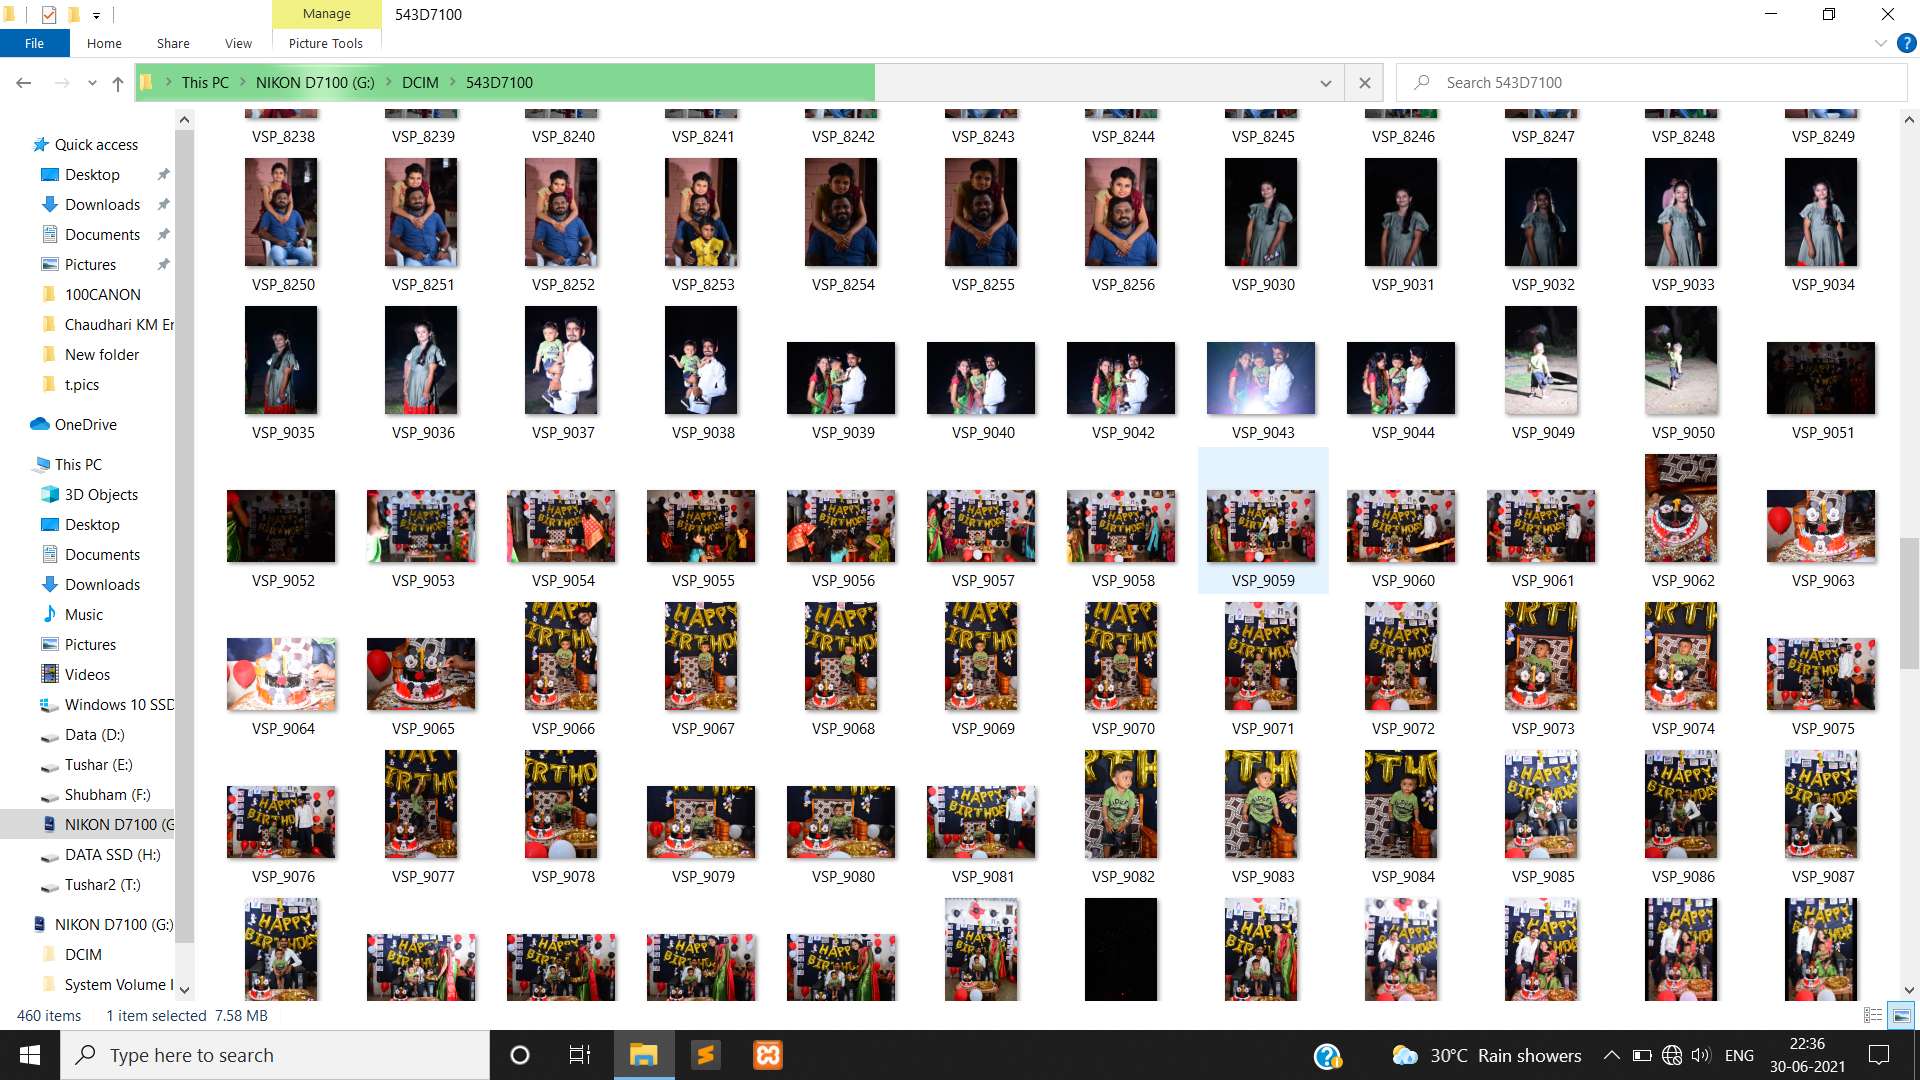 Manage
543D7100
File
Home
Share
View
Picture Tools
This PC
NIKON D7100 (G:)
DCIM
543D7100
Search 543D7100
Quick access
Desktop
Downloads
Documents
Pictures
100CANON
Chaudhari KM Er
New folder
t.pics
OneDrive
This PC
3D Objects
Desktop
Documents
Downloads
Music
Pictures
Videos
Windows 10 SSD
Data (D:)
Tushar (E:)
Shubham (F:)
NIKON D7100 (G
DATA SSD (H:)
Tushar2 (T:)
NIKON D7100 (G:)
DCIM
System Volume I
VSP_8238 VSP_8239 VSP_8240 VSP_8241 VSP_8242 VSP_8243 VSP_8244 VSP_8245 VSP_8246 VSP_8247 VSP_8248 VSP_8249
VSP_8250 VSP_8251 VSP_8252 VSP_8253 VSP_8254 VSP_8255 VSP_8256 VSP_9030 VSP_9031 VSP_9032 VSP_9033 VSP_9034
VSP_9035 VSP_9036 VSP_9037 VSP_9038 VSP_9039 VSP_9040 VSP_9042 VSP_9043 VSP_9044 VSP_9049 VSP_9050 VSP_9051
VSP_9052 VSP_9053 VSP_9054 VSP_9055 VSP_9056 VSP_9057 VSP_9058 VSP_9059 VSP_9060 VSP_9061 VSP_9062 VSP_9063
VSP_9064 VSP_9065 VSP_9066 VSP_9067 VSP_9068 VSP_9069 VSP_9070 VSP_9071 VSP_9072 VSP_9073 VSP_9074 VSP_9075
VSP_9076 VSP_9077 VSP_9078 VSP_9079 VSP_9080 VSP_9081 VSP_9082 VSP_9083 VSP_9084 VSP_9085 VSP_9086 VSP_9087
460 items
1 item selected 7.58 MB
Type here to search
30°C Rain showers
ENG
22:36
30-06-2021